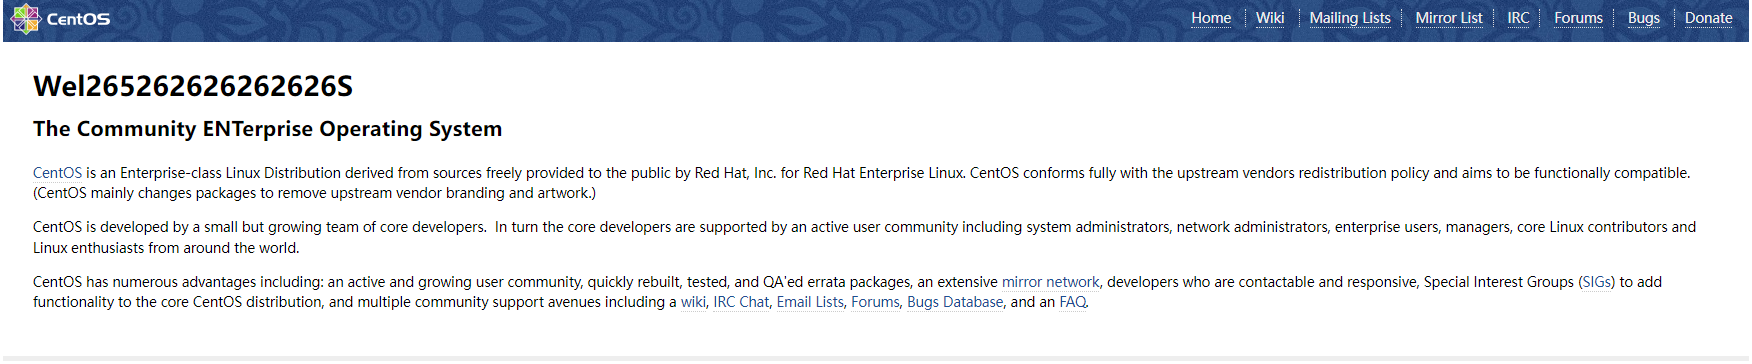 CentOS
Home Wiki Mailing Lists Mirror List IRC Forums Bugs Donate
Wel265262626262626S
The Community ENTerprise Operating System
CentOS is an Enterprise-class Linux Distribution derived from sources freely provided to the public by Red Hat, Inc. for Red Hat Enterprise Linux. CentOS conforms fully with the upstream vendors redistribution policy and aims to be functionally compatible.
(CentOS mainly changes packages to remove upstream vendor branding and artwork.)
CentOS is developed by a small but growing team of core developers.  In turn the core developers are supported by an active user community including system administrators, network administrators, enterprise users, managers, core Linux contributors and
Linux enthusiasts from around the world.
CentOS has numerous advantages including: an active and growing user community, quickly rebuilt, tested, and QA'ed errata packages, an extensive mirror network, developers who are contactable and responsive, Special Interest Groups (SIGs) to add
functionality to the core CentOS distribution, and multiple community support avenues including a wiki, IRC Chat, Email Lists, Forums, Bugs Database, and an FAQ.